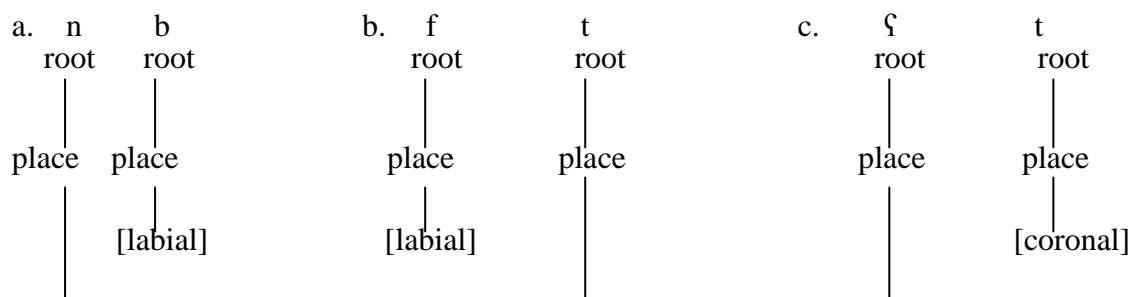 a. n b b. f t c. ʕ t
root root root root root root
place place place place place place
[labial] [labial] [coronal]